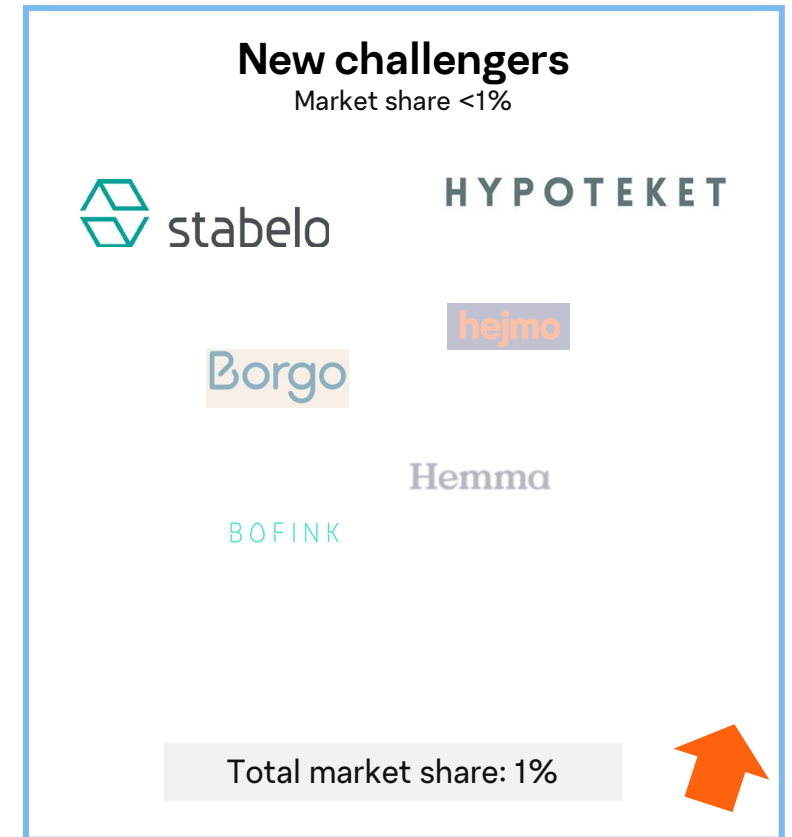 New challengers
Market share <1%
HYPOTEKET
stabelo
hejmo
Borgo
Hemma
BOFINK
Total market share: 1%